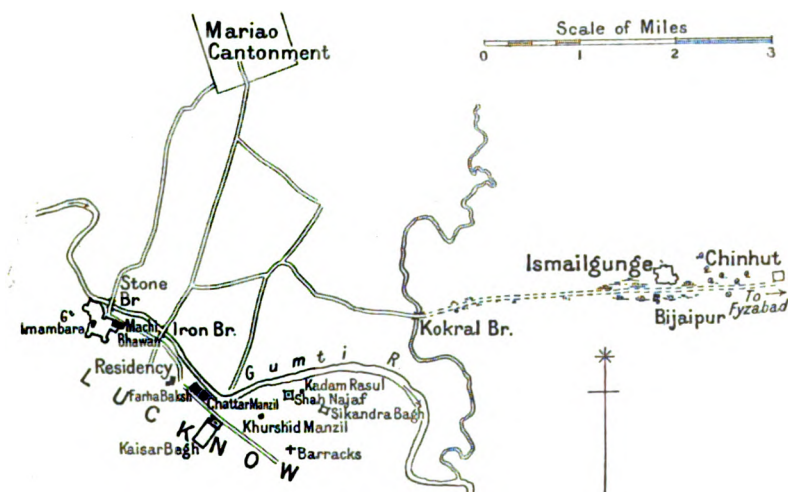 Mariao
Cantonment
Scale of Miles
0 1 2 3
Stone
Br
Gt
Imambara
Machi
Bhawan
Iron Br.
Residency
Gumti R
Kokral Br.
Ismailgunge
Chinhut
Bijaipur
To
Fyzabad
LUCKNOW
Farha Baksh
Chattar Manzil
Kadam Rasul
Shah Najaf
Sikandra Bagh
Khurshid Manzil
Kaisar Bagh
Barracks